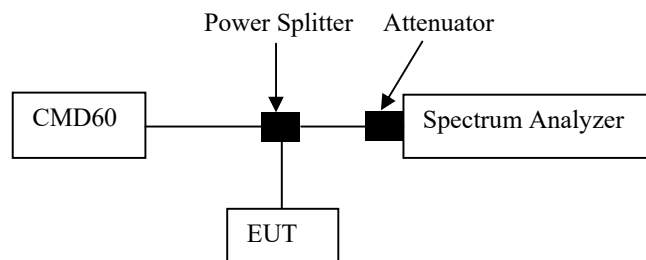 Power Splitter
Attenuator
CMD60
Spectrum Analyzer
EUT